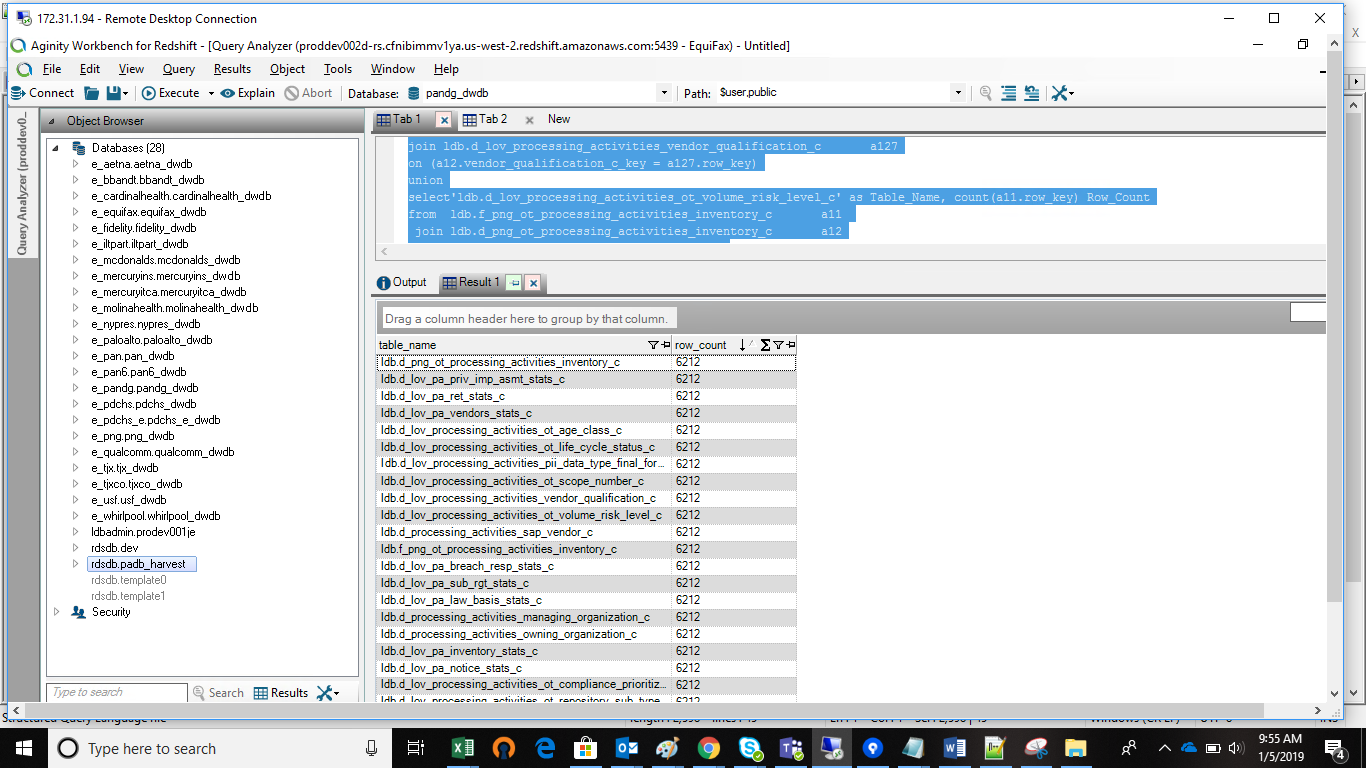 172.31.1.94 - Remote Desktop Connection
Aginity Workbench for Redshift - [Query Analyzer (proddev002d-rs.cfnibimmv1ya.us-west-2.redshift.amazonaws.com:5439 - EquiFax) - Untitled]
File Edit View Query Results Object Tools Window Help
Connect Execute Explain Abort Database: pandg_dwdb Path: $user,public
Query Analyzer (proddev0...
Object Browser
Databases (28)
e_aetna.aetna_dwdb
e_bbandt.bbandt_dwdb
e_cardinalhealth.cardinalhealth_dwdb
e_equifax.equifax_dwdb
e_fidelity.fidelity_dwdb
e_iltpart.iltpart_dwdb
e_mcdonalds.mcdonalds_dwdb
e_mercuryins.mercuryins_dwdb
e_mercuryitca.mercuryitca_dwdb
e_molinahealth.molinahealth_dwdb
e_nypres.nypres_dwdb
e_paloalto.paloalto_dwdb
e_pan.pan_dwdb
e_pan6.pan6_dwdb
e_pandg.pandg_dwdb
e_pdchs.pdchs_dwdb
e_pdchs_e.pdchs_e_dwdb
e_png.png_dwdb
e_qualcomm.qualcomm_dwdb
e_tjx.tjx_dwdb
e_tjxco.tjxco_dwdb
e_usf.usf_dwdb
e_whirlpool.whirlpool_dwdb
ldbadmin.prodev001je
rdsdb.dev
rdsdb.padb_harvest
rdsdb.template0
rdsdb.template1
Security
Type to search Search Results
Tab 1 Tab 2 New
join ldb.d_lov_processing_activities_vendor_qualification_c a127
on (a12.vendor_qualification_c_key = a127.row_key)
union
select'ldb.d_lov_processing_activities_ot_volume_risk_level_c' as Table_Name, count(a11.row_key) Row_Count
from ldb.f_png_ot_processing_activities_inventory_c a11
join ldb.d_png_ot_processing_activities_inventory_c a12
Output Result 1
Drag a column header here to group by that column.
table_name row_count
ldb.d_png_ot_processing_activities_inventory_c 6212
ldb.d_lov_pa_priv_imp_asmt_stats_c 6212
ldb.d_lov_pa_ret_stats_c 6212
ldb.d_lov_pa_vendors_stats_c 6212
ldb.d_lov_processing_activities_ot_age_class_c 6212
ldb.d_lov_processing_activities_ot_life_cycle_status_c 6212
ldb.d_lov_processing_activities_pii_data_type_final_for... 6212
ldb.d_lov_processing_activities_ot_scope_number_c 6212
ldb.d_lov_processing_activities_vendor_qualification_c 6212
ldb.d_lov_processing_activities_ot_volume_risk_level_c 6212
ldb.d_processing_activities_sap_vendor_c 6212
ldb.f_png_ot_processing_activities_inventory_c 6212
ldb.d_lov_pa_breach_resp_stats_c 6212
ldb.d_lov_pa_sub_rgt_stats_c 6212
ldb.d_lov_pa_law_basis_stats_c 6212
ldb.d_processing_activities_managing_organization_c 6212
ldb.d_processing_activities_owning_organization_c 6212
ldb.d_lov_pa_inventory_stats_c 6212
ldb.d_lov_pa_notice_stats_c 6212
ldb.d_lov_processing_activities_ot_compliance_prioritiz... 6212
ldb.d_lov_processing_activities_ot_repository_sub_type 6212
Type here to search
9:55 AM
1/5/2019
4